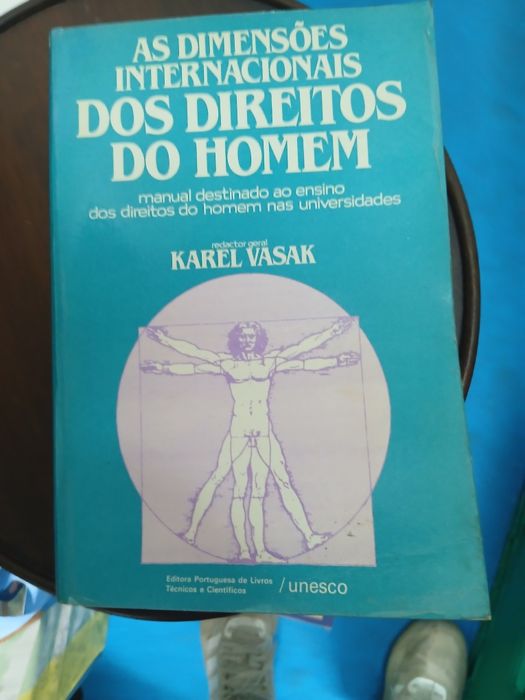 AS DIMENSÕES
INTERNACIONAIS
DOS DIREITOS
DO HOMEM
manual destinado ao ensino
dos direitos do homem nas universidades
redactor geral
KAREL VASAK
Editora Portuguesa de Livros
Técnicos e Científicos
/unesco